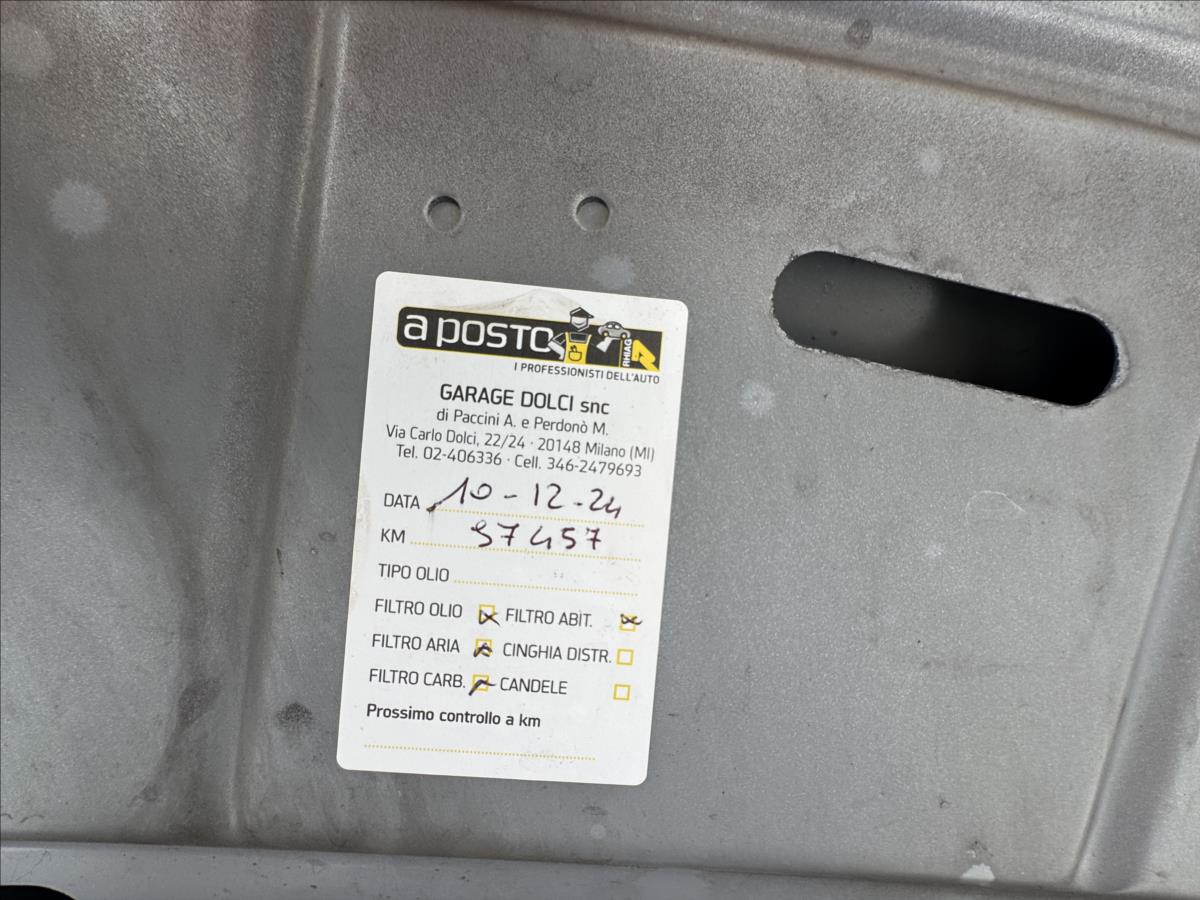 a posto
RHIAG
I PROFESSIONISTI DELL'AUTO
GARAGE DOLCI snc
di Paccini A. e Perdonò M.
Via Carlo Dolci, 22/24 · 20148 Milano (MI)
Tel. 02-406336 · Cell. 346-2479693
DATA 10-12-24
KM 97457
TIPO OLIO
FILTRO OLIO FILTRO ABIT.
FILTRO ARIA CINGHIA DISTR.
FILTRO CARB. CANDELE
Prossimo controllo a km